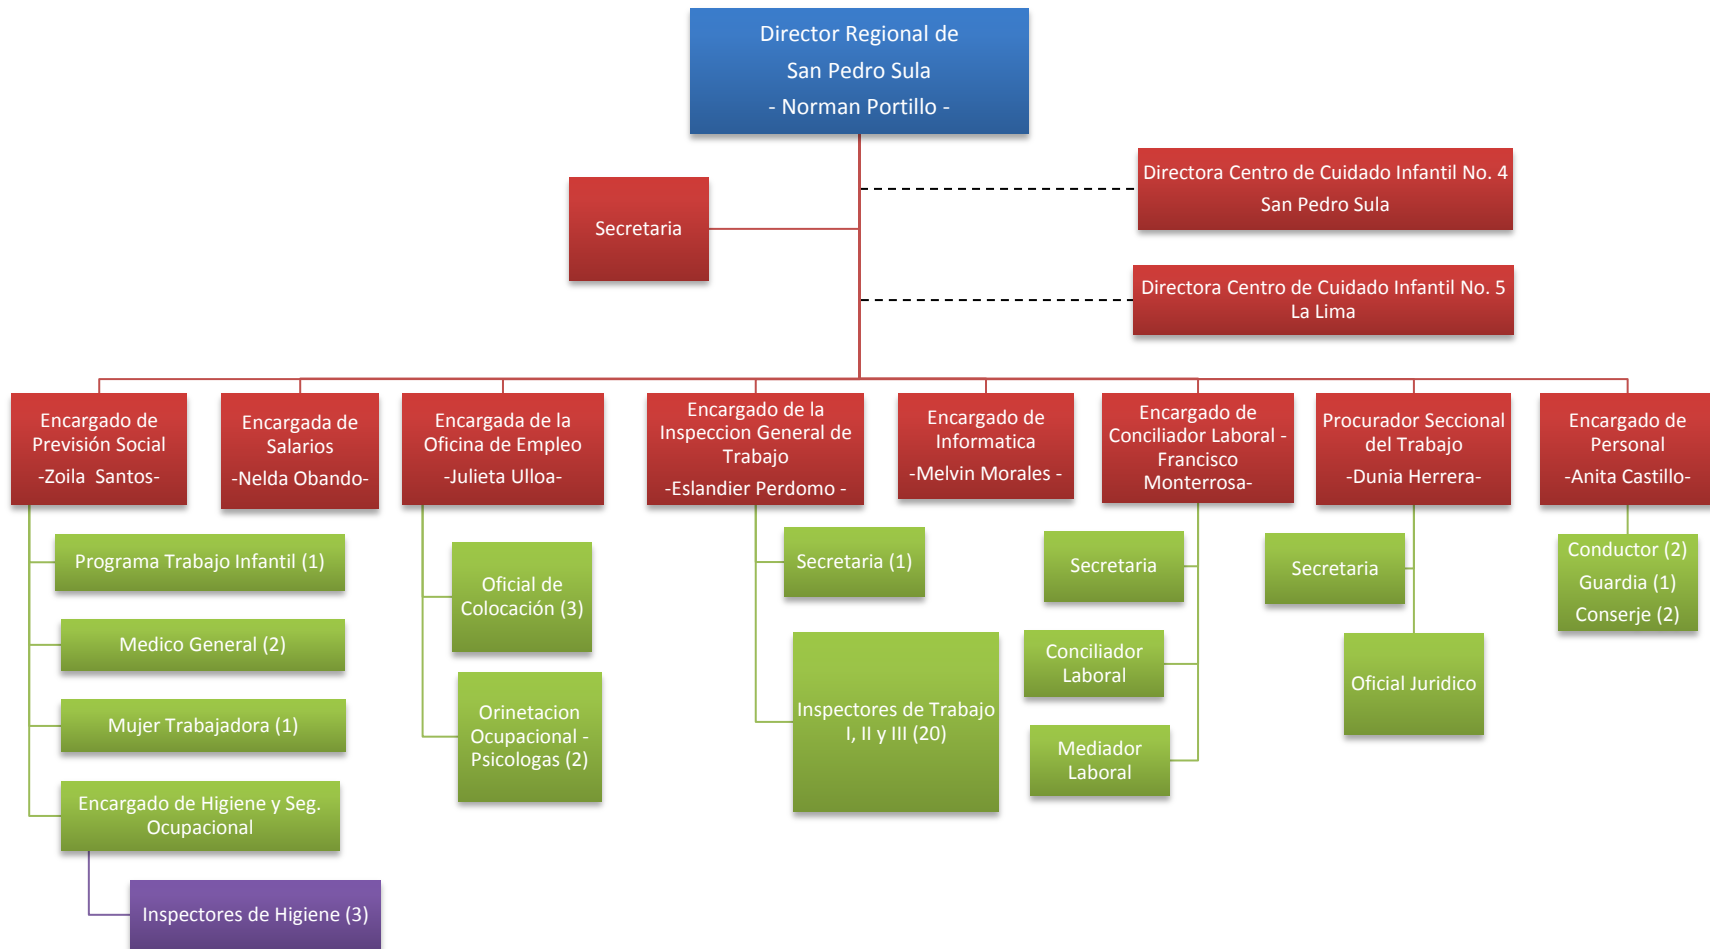 Director Regional de
San Pedro Sula
- Norman Portillo -
Secretaria
Directora Centro de Cuidado Infantil No. 4
San Pedro Sula
Directora Centro de Cuidado Infantil No. 5
La Lima
Encargado de
Previsión Social
-Zoila Santos-
Encargada de
Salarios
-Nelda Obando-
Encargada de la
Oficina de Empleo
-Julieta Ulloa-
Encargado de la
Inspeccion General de
Trabajo
-Eslandier Perdomo -
Encargado de
Informatica
-Melvin Morales -
Encargado de
Conciliador Laboral -
Francisco
Monterrosa-
Procurador Seccional
del Trabajo
-Dunia Herrera-
Encargado de
Personal
-Anita Castillo-
Programa Trabajo Infantil (1)
Medico General (2)
Mujer Trabajadora (1)
Encargado de Higiene y Seg.
Ocupacional
Inspectores de Higiene (3)
Oficial de
Colocación (3)
Orinetacion
Ocupacional -
Psicologas (2)
Secretaria (1)
Inspectores de Trabajo
I, II y III (20)
Secretaria
Conciliador
Laboral
Mediador
Laboral
Secretaria
Oficial Juridico
Conductor (2)
Guardia (1)
Conserje (2)